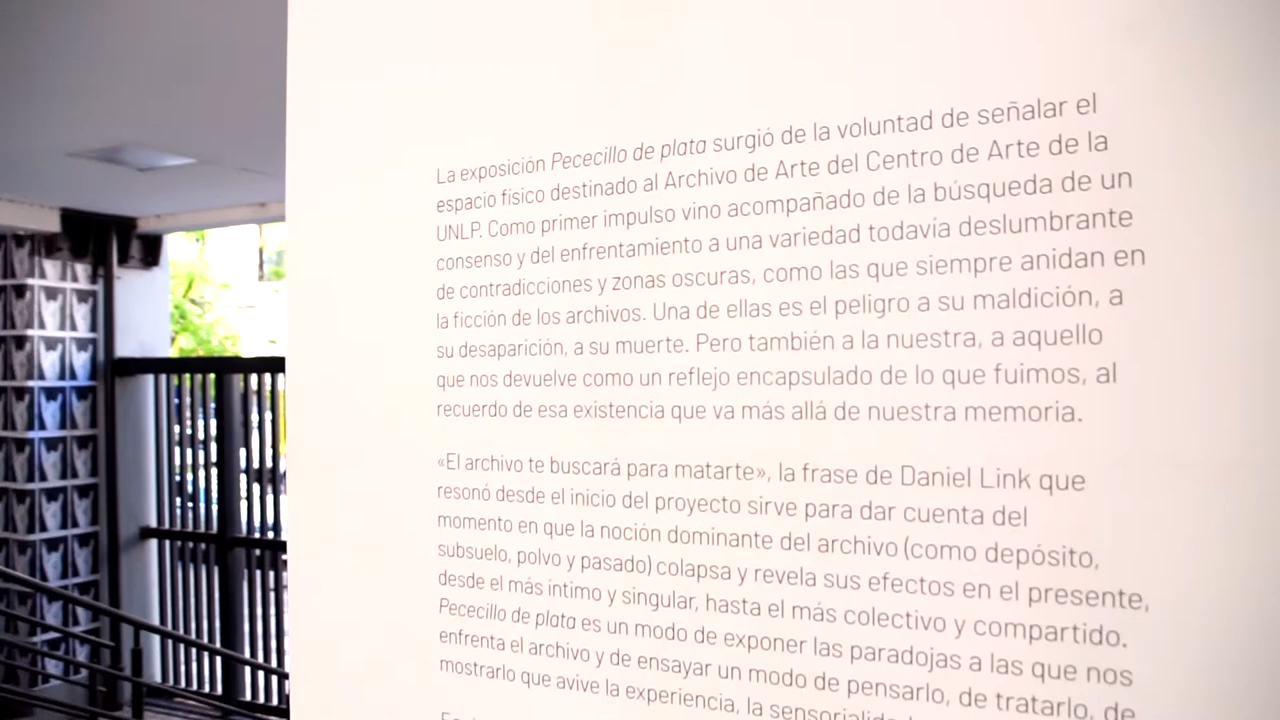 La exposición Pececillo de plata surgió de la voluntad de señalar el
espacio físico destinado al Archivo de Arte del Centro de Arte de la
UNLP. Como primer impulso vino acompañado de la búsqueda de un
consenso y del enfrentamiento a una variedad todavía deslumbrante
de contradicciones y zonas oscuras, como las que siempre anidan en
la ficción de los archivos. Una de ellas es el peligro a su maldición, a
su desaparición, a su muerte. Pero también a la nuestra, a aquello
que nos devuelve como un reflejo encapsulado de lo que fuimos, al
recuerdo de esa existencia que va más allá de nuestra memoria.
«El archivo te buscará para matarte», la frase de Daniel Link que
resonó desde el inicio del proyecto sirve para dar cuenta del
momento en que la noción dominante del archivo (como depósito,
subsuelo, polvo y pasado) colapsa y revela sus efectos en el presente,
desde el más íntimo y singular, hasta el más colectivo y compartido.
Pececillo de plata es un modo de exponer las paradojas a las que nos
enfrenta el archivo y de ensayar un modo de pensarlo, de tratarlo, de
mostrarlo que avive la experiencia, la